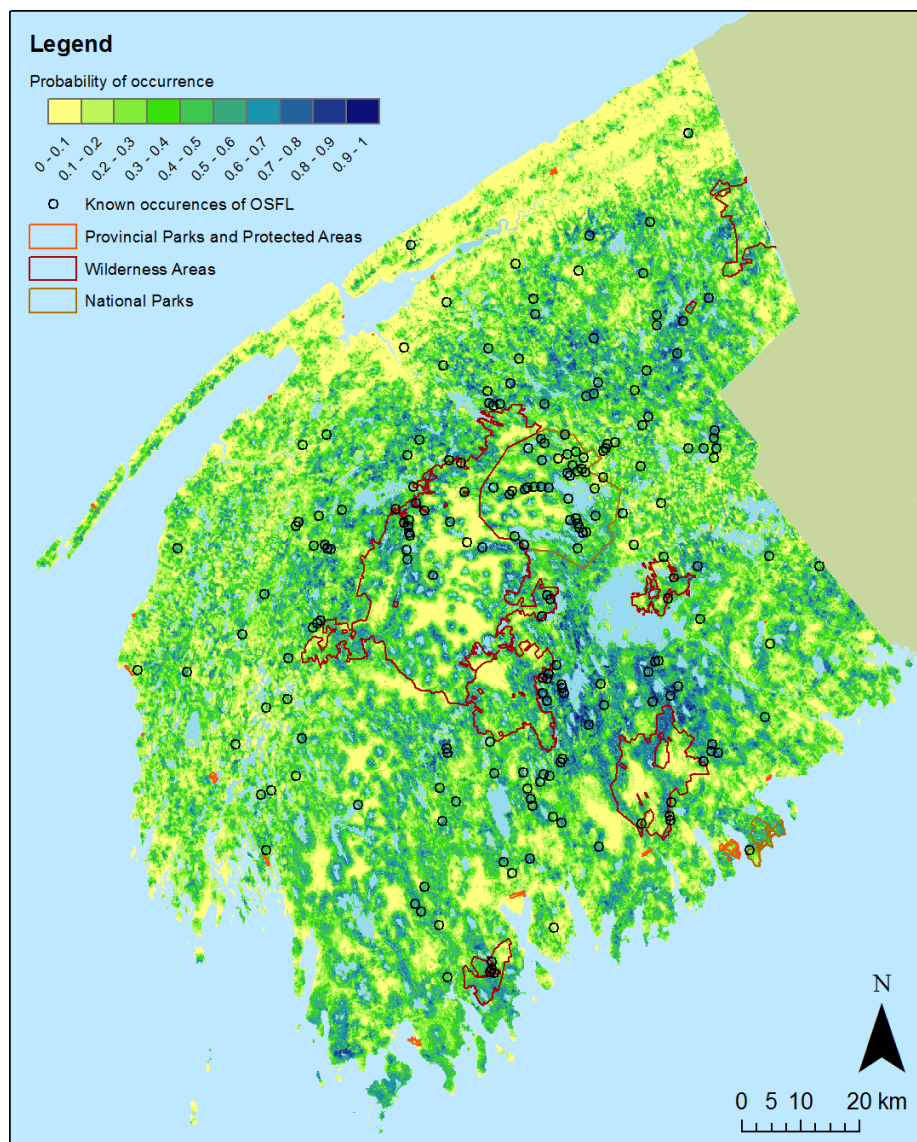 Legend
Probability of occurrence
0 - 0.1
0.1 - 0.2
0.2 - 0.3
0.3 - 0.4
0.4 - 0.5
0.5 - 0.6
0.6 - 0.7
0.7 - 0.8
0.8 - 0.9
0.9 - 1
Known occurences of OSFL
Provincial Parks and Protected Areas
Wilderness Areas
National Parks
N
0 5 10 20 km